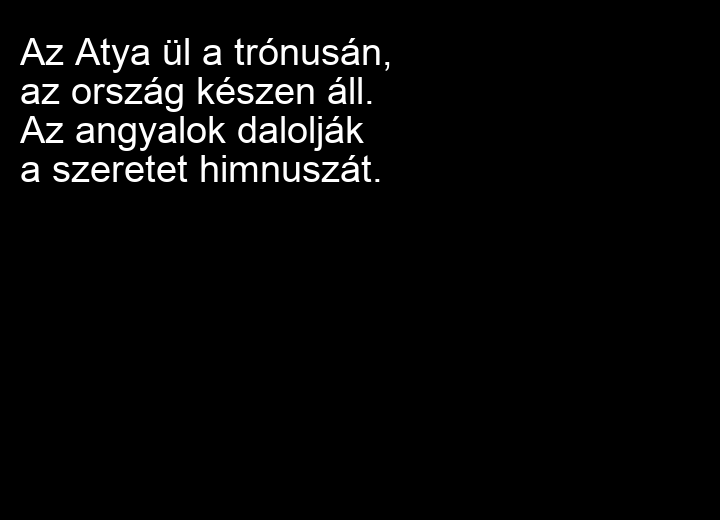 Az Atya ül a trónusán,
az ország készen áll.
Az angyalok dalolják
a szeretet himnuszát.